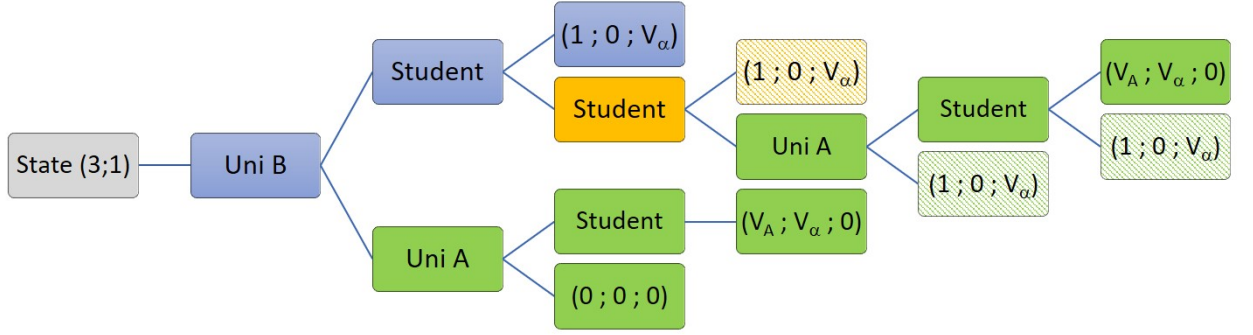 State (3;1)
Uni B
Student
(1 ; 0 ; Vα)
Student
(1 ; 0 ; Vα)
Uni A
Student
(VA ; Vα ; 0)
(1 ; 0 ; Vα)
(1 ; 0 ; Vα)
Uni A
Student
(VA ; Vα ; 0)
(0 ; 0 ; 0)